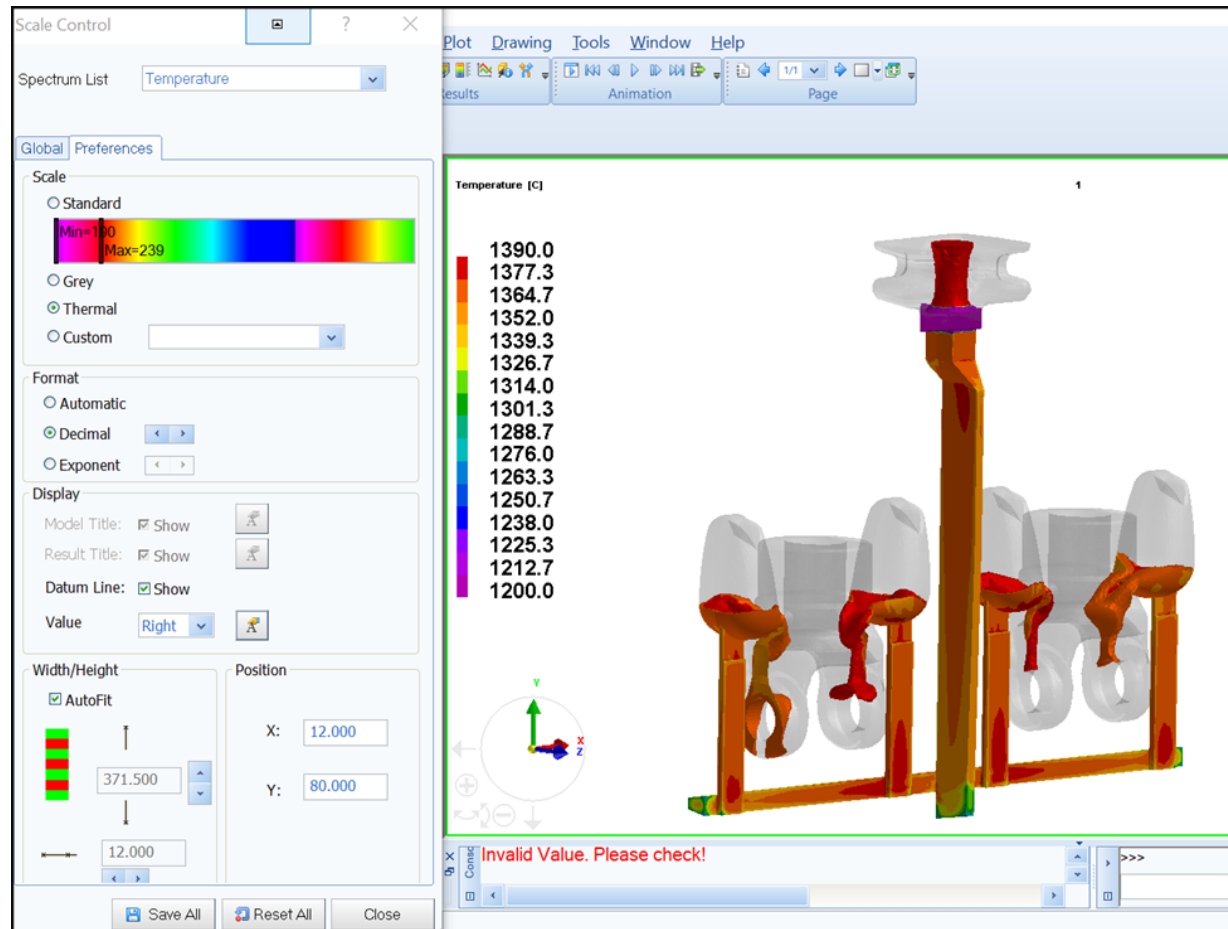 Scale Control
?
Spectrum List
Temperature
Global
Preferences
Scale
Standard
Max=239
Grey
Thermal
Custom
Format
Automatic
Decimal
Exponent
Display
Model Title:
Show
Result Title:
Show
Datum Line:
Show
Value
Right
A
Width/Height
AutoFit
371.500
12.000
Position
X:
12.000
Y:
80.000
Save All
Reset All
Close
Plot Drawing Tools Window Help
1/1
Animation
Page
Temperature [C]
1
1390.0
1377.3
1364.7
1352.0
1339.3
1326.7
1314.0
1301.3
1288.7
1276.0
1263.3
1250.7
1238.0
1225.3
1212.7
1200.0
Y
X
Z
Invalid Value. Please check!
>>>